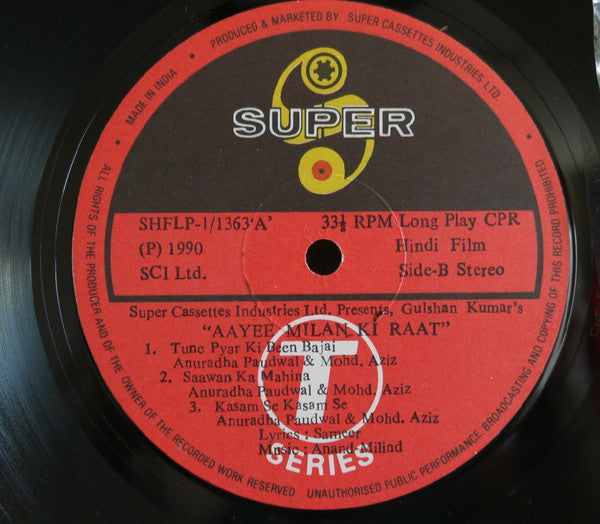 PRODUCED & MARKETED BY : SUPER CASSETTES INDUSTRIES LTD.
MADE IN INDIA •
SUPER
SHFLP-1/1363'A' 33⅓ RPM Long Play CPR
(P) 1990 Hindi Film
SCI Ltd. Side-B Stereo
Super Cassettes Industries Ltd. Presents, Gulshan Kumar's
"AAYEE MILAN KI RAAT"
1. Tune Pyar Ki Been Bajai
Anuradha Paudwal & Mohd. Aziz
2. Saawan Ka Mahina
Anuradha Paudwal & Mohd. Aziz
3. Kasam Se Kasam Se
Anuradha Paudwal & Mohd. Aziz
Lyrics : Sameer
Music : Anand-Milind
T
SERIES
ALL RIGHTS OF THE PRODUCER AND OF THE OWNER OF THE RECORDED WORK RESERVED UNAUTHORISED PUBLIC PERFORMANCE BROADCASTING AND COPYING OF THIS RECORD PROHIBITED.